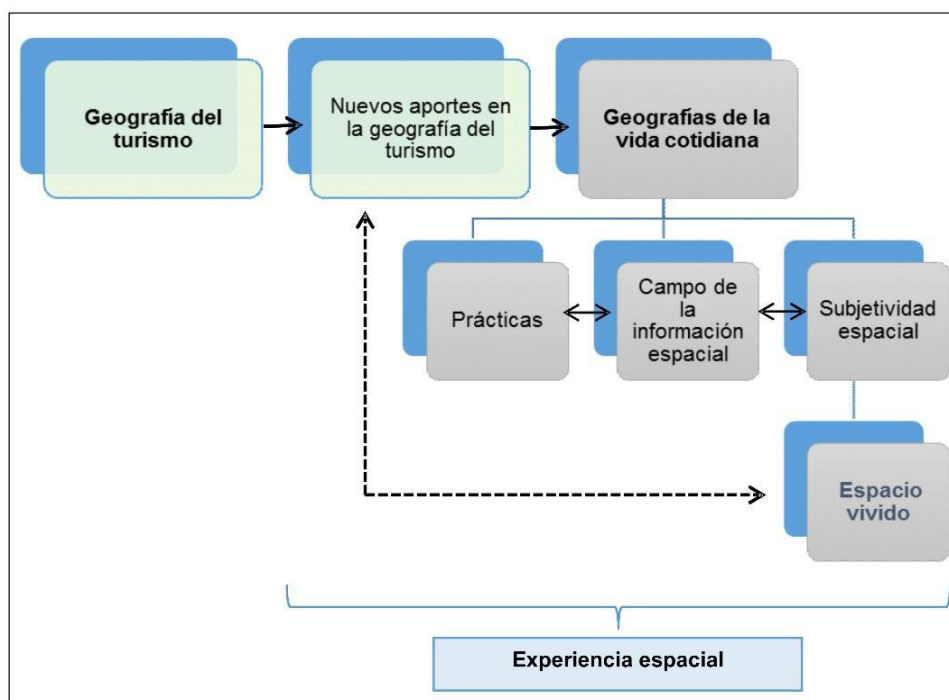 Geografía del
turismo
Nuevos aportes en
la geografía del
turismo
Geografías de la
vida cotidiana
Prácticas
Campo de
la
información
espacial
Subjetividad
espacial
Espacio
vivido
Experiencia espacial